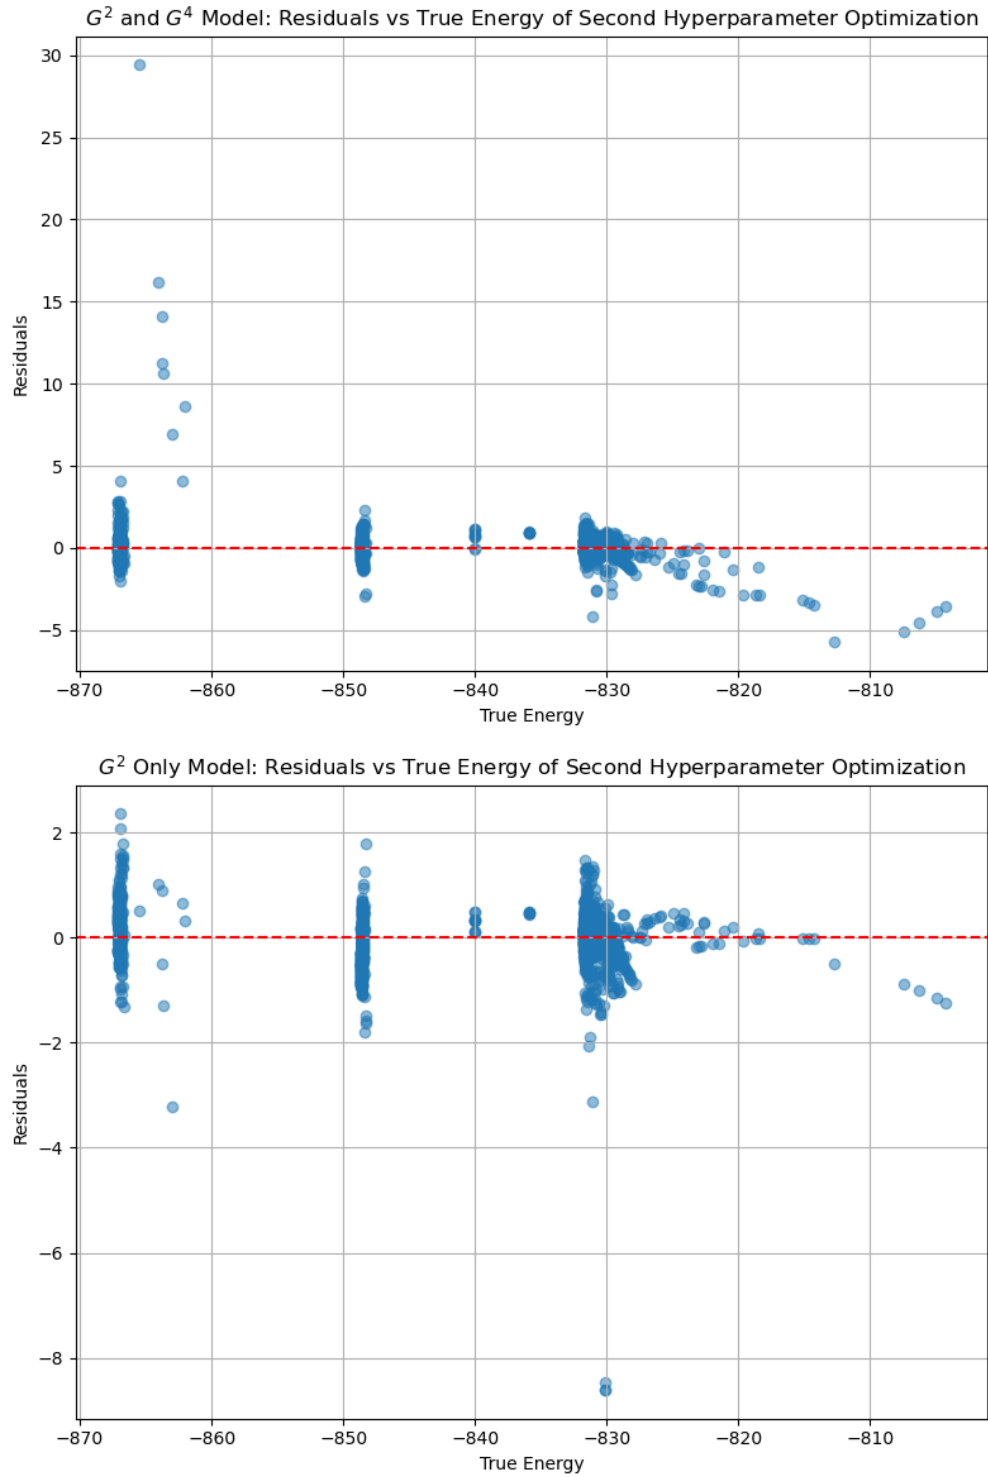 G² and G⁴ Model: Residuals vs True Energy of Second Hyperparameter Optimization
30
25
20
15
10
5
0
−5
Residuals
−870 −860 −850 −840 −830 −820 −810
True Energy
G² Only Model: Residuals vs True Energy of Second Hyperparameter Optimization
2
0
−2
−4
−6
−8
Residuals
−870 −860 −850 −840 −830 −820 −810
True Energy